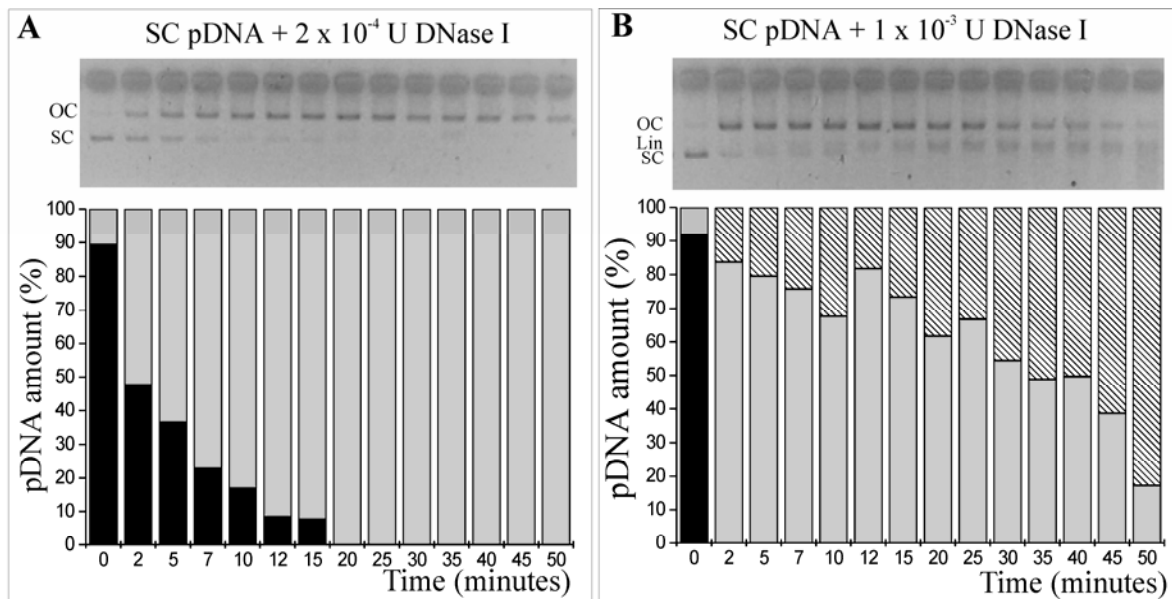 A
SC pDNA + 2 x 10⁻⁴ U DNase I
OC
SC
100
90
80
70
60
50
40
30
20
10
0
pDNA amount (%)
0 2 5 7 10 12 15 20 25 30 35 40 45 50
Time (minutes)
B
SC pDNA + 1 x 10⁻³ U DNase I
OC
Lin
SC
100
90
80
70
60
50
40
30
20
10
0
pDNA amount (%)
0 2 5 7 10 12 15 20 25 30 35 40 45 50
Time (minutes)